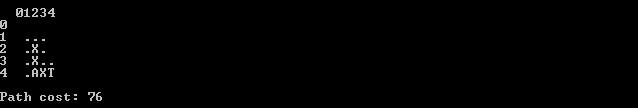 01234
0
1  ...
2  .X.
3  .X..
4  .AXT

Path cost: 76